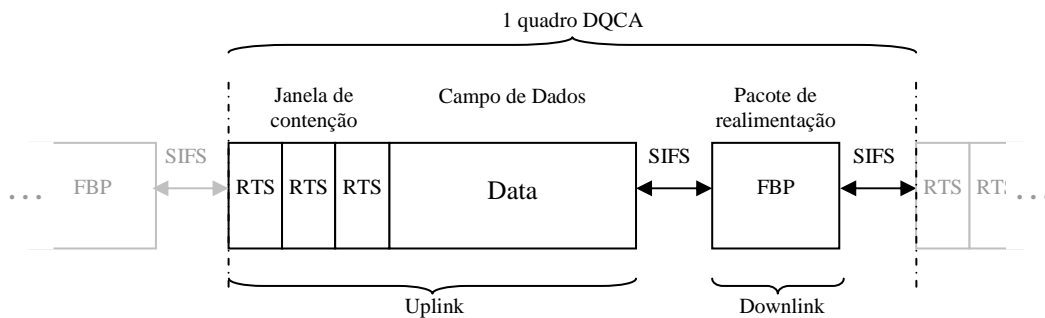 1 quadro DQCA
Janela de
contenção
Campo de Dados
Pacote de
realimentação
SIFS
SIFS
SIFS
... FBP
RTS
RTS
RTS
Data
FBP
RTS
RT
...
Uplink
Downlink